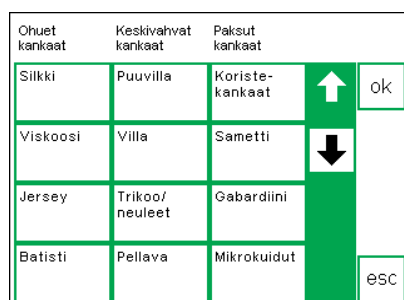 Ohuet kankaat
Keskivahvat kankaat
Paksut kankaat
Silkki
Puuvilla
Koriste-
kankaat
ok
Viskoosi
Villa
Sametti
Jersey
Trikoo/
neuleet
Gabardiini
Batisti
Pellava
Mikrokuidut
esc